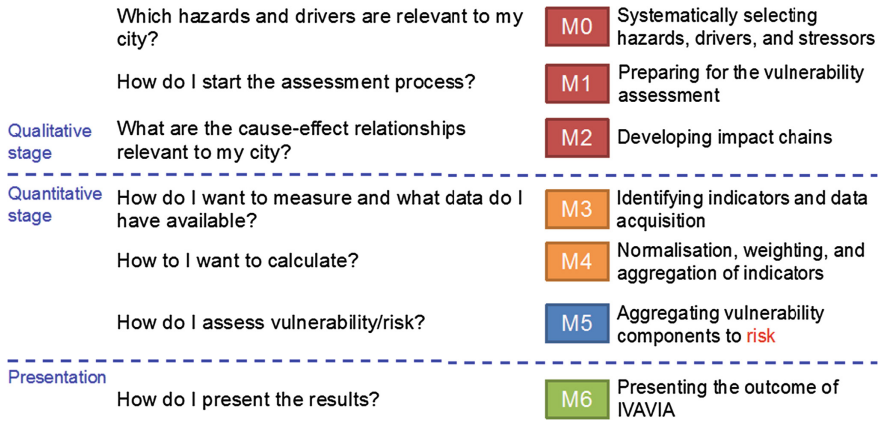 Which hazards and drivers are relevant to my
city?
M0
Systematically selecting
hazards, drivers, and stressors
How do I start the assessment process?
M1
Preparing for the vulnerability
assessment
Qualitative
stage
What are the cause-effect relationships
relevant to my city?
M2
Developing impact chains
Quantitative
stage
How do I want to measure and what data do I
have available?
M3
Identifying indicators and data
acquisition
How to I want to calculate?
M4
Normalisation, weighting, and
aggregation of indicators
How do I assess vulnerability/risk?
M5
Aggregating vulnerability
components to risk
Presentation
How do I present the results?
M6
Presenting the outcome of
IVAVIA